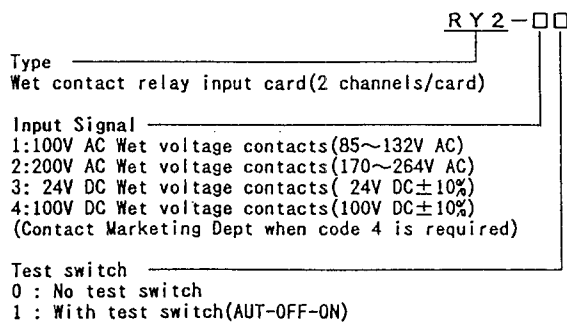 RY2-□□
Type
Wet contact relay input card(2 channels/card)
Input Signal
1:100V AC Wet voltage contacts(85～132V AC)
2:200V AC Wet voltage contacts(170～264V AC)
3: 24V DC Wet voltage contacts( 24V DC±10%)
4:100V DC Wet voltage contacts(100V DC±10%)
(Contact Marketing Dept when code 4 is required)
Test switch
0 : No test switch
1 : With test switch(AUT-OFF-ON)